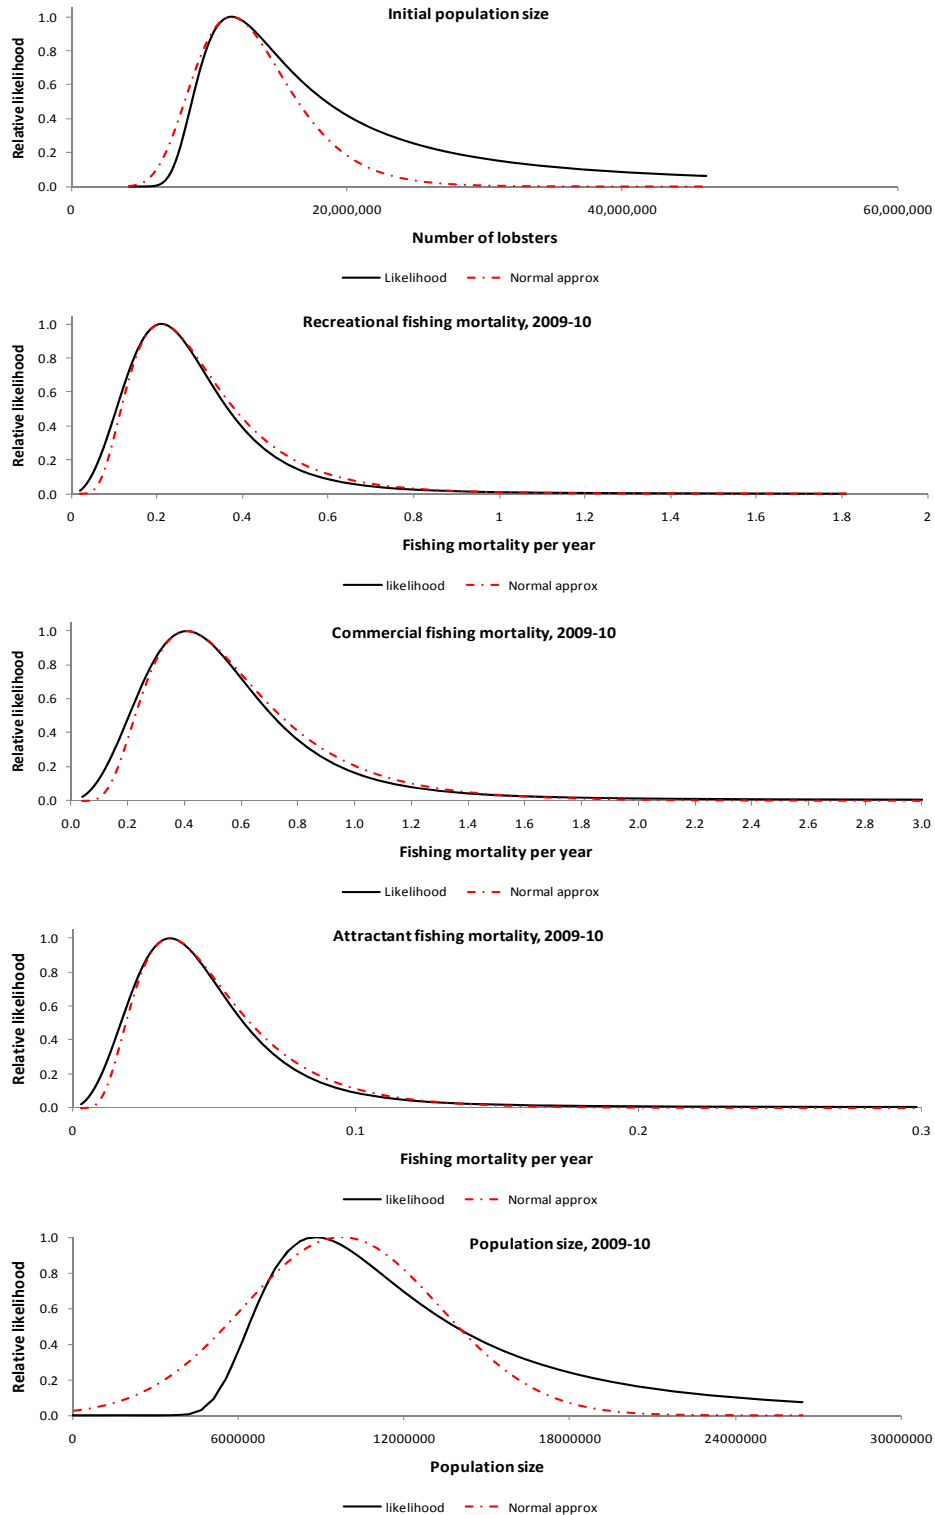 Initial population size
Relative likelihood
1.0
0.8
0.6
0.4
0.2
0.0
0 20,000,000 40,000,000 60,000,000
Number of lobsters
Likelihood Normal approx
Recreational fishing mortality, 2009-10
Relative likelihood
1.0
0.8
0.6
0.4
0.2
0.0
0 0.2 0.4 0.6 0.8 1 1.2 1.4 1.6 1.8 2
Fishing mortality per year
likelihood Normal approx
Commercial fishing mortality, 2009-10
Relative likelihood
1.0
0.8
0.6
0.4
0.2
0.0
0.0 0.2 0.4 0.6 0.8 1.0 1.2 1.4 1.6 1.8 2.0 2.2 2.4 2.6 2.8 3.0
Fishing mortality per year
Likelihood Normal approx
Attractant fishing mortality, 2009-10
Relative likelihood
1.0
0.8
0.6
0.4
0.2
0.0
0 0.1 0.2 0.3
Fishing mortality per year
likelihood Normal approx
Population size, 2009-10
Relative likelihood
1.0
0.8
0.6
0.4
0.2
0.0
0 6000000 12000000 18000000 24000000 30000000
Population size
likelihood Normal approx